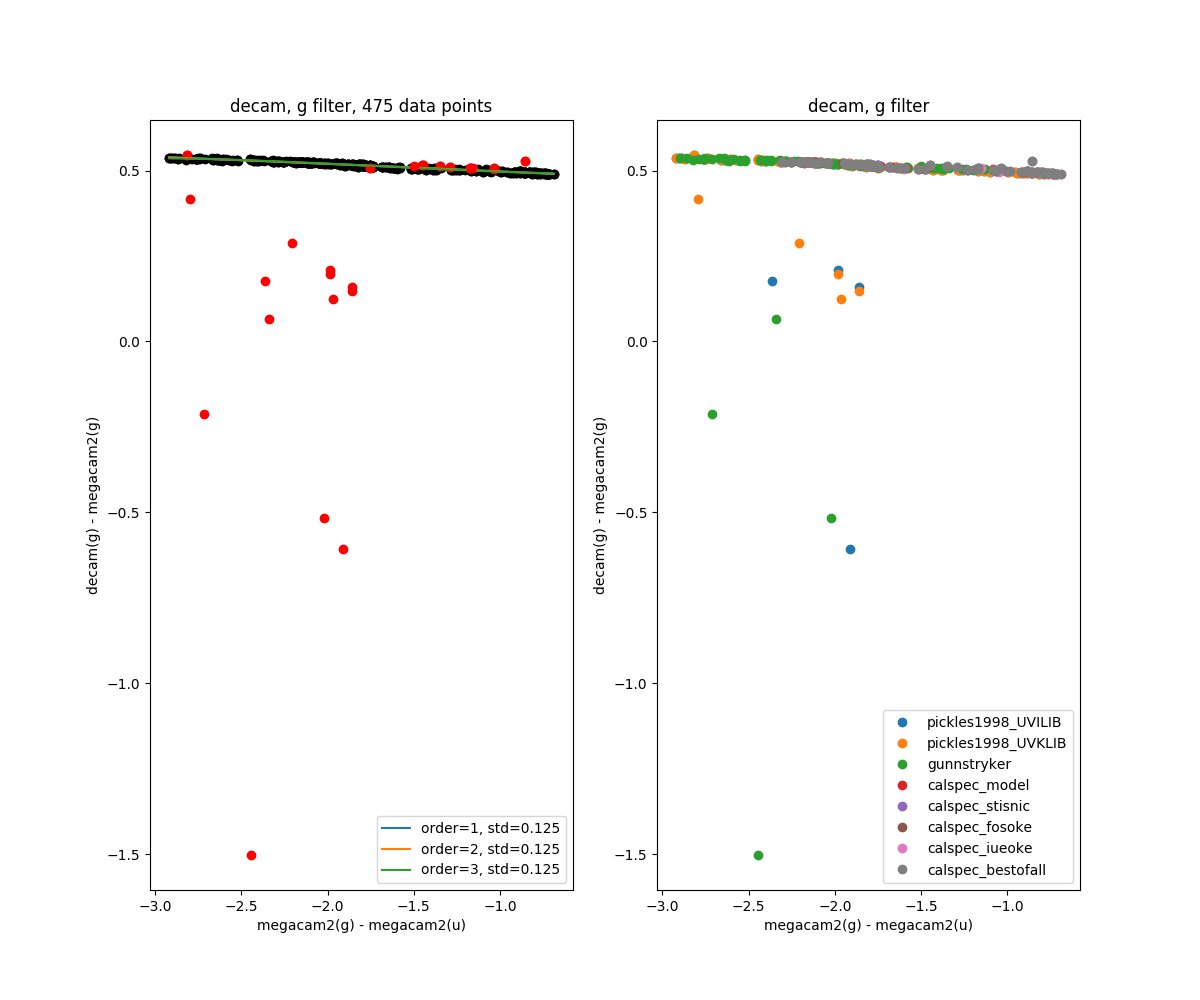 decam, g filter, 475 data points
decam(g) - megacam2(g)
0.5
0.0
−0.5
−1.0
−1.5
−3.0 −2.5 −2.0 −1.5 −1.0
megacam2(g) - megacam2(u)
order=1, std=0.125
order=2, std=0.125
order=3, std=0.125
decam, g filter
decam(g) - megacam2(g)
0.5
0.0
−0.5
−1.0
−1.5
−3.0 −2.5 −2.0 −1.5 −1.0
megacam2(g) - megacam2(u)
pickles1998_UVILIB
pickles1998_UVKLIB
gunnstryker
calspec_model
calspec_stisnic
calspec_fosoke
calspec_iueoke
calspec_bestofall